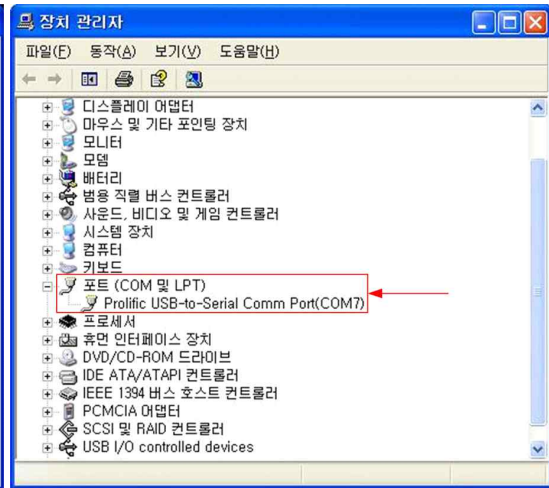 장치 관리자
파일(F) 동작(A) 보기(V) 도움말(H)
디스플레이 어댑터
마우스 및 기타 포인팅 장치
모니터
모뎀
배터리
범용 직렬 버스 컨트롤러
사운드, 비디오 및 게임 컨트롤러
시스템 장치
컴퓨터
키보드
포트 (COM 및 LPT)
Prolific USB-to-Serial Comm Port(COM7)
프로세서
휴먼 인터페이스 장치
DVD/CD-ROM 드라이브
IDE ATA/ATAPI 컨트롤러
IEEE 1394 버스 호스트 컨트롤러
PCMCIA 어댑터
SCSI 및 RAID 컨트롤러
USB I/O controlled devices